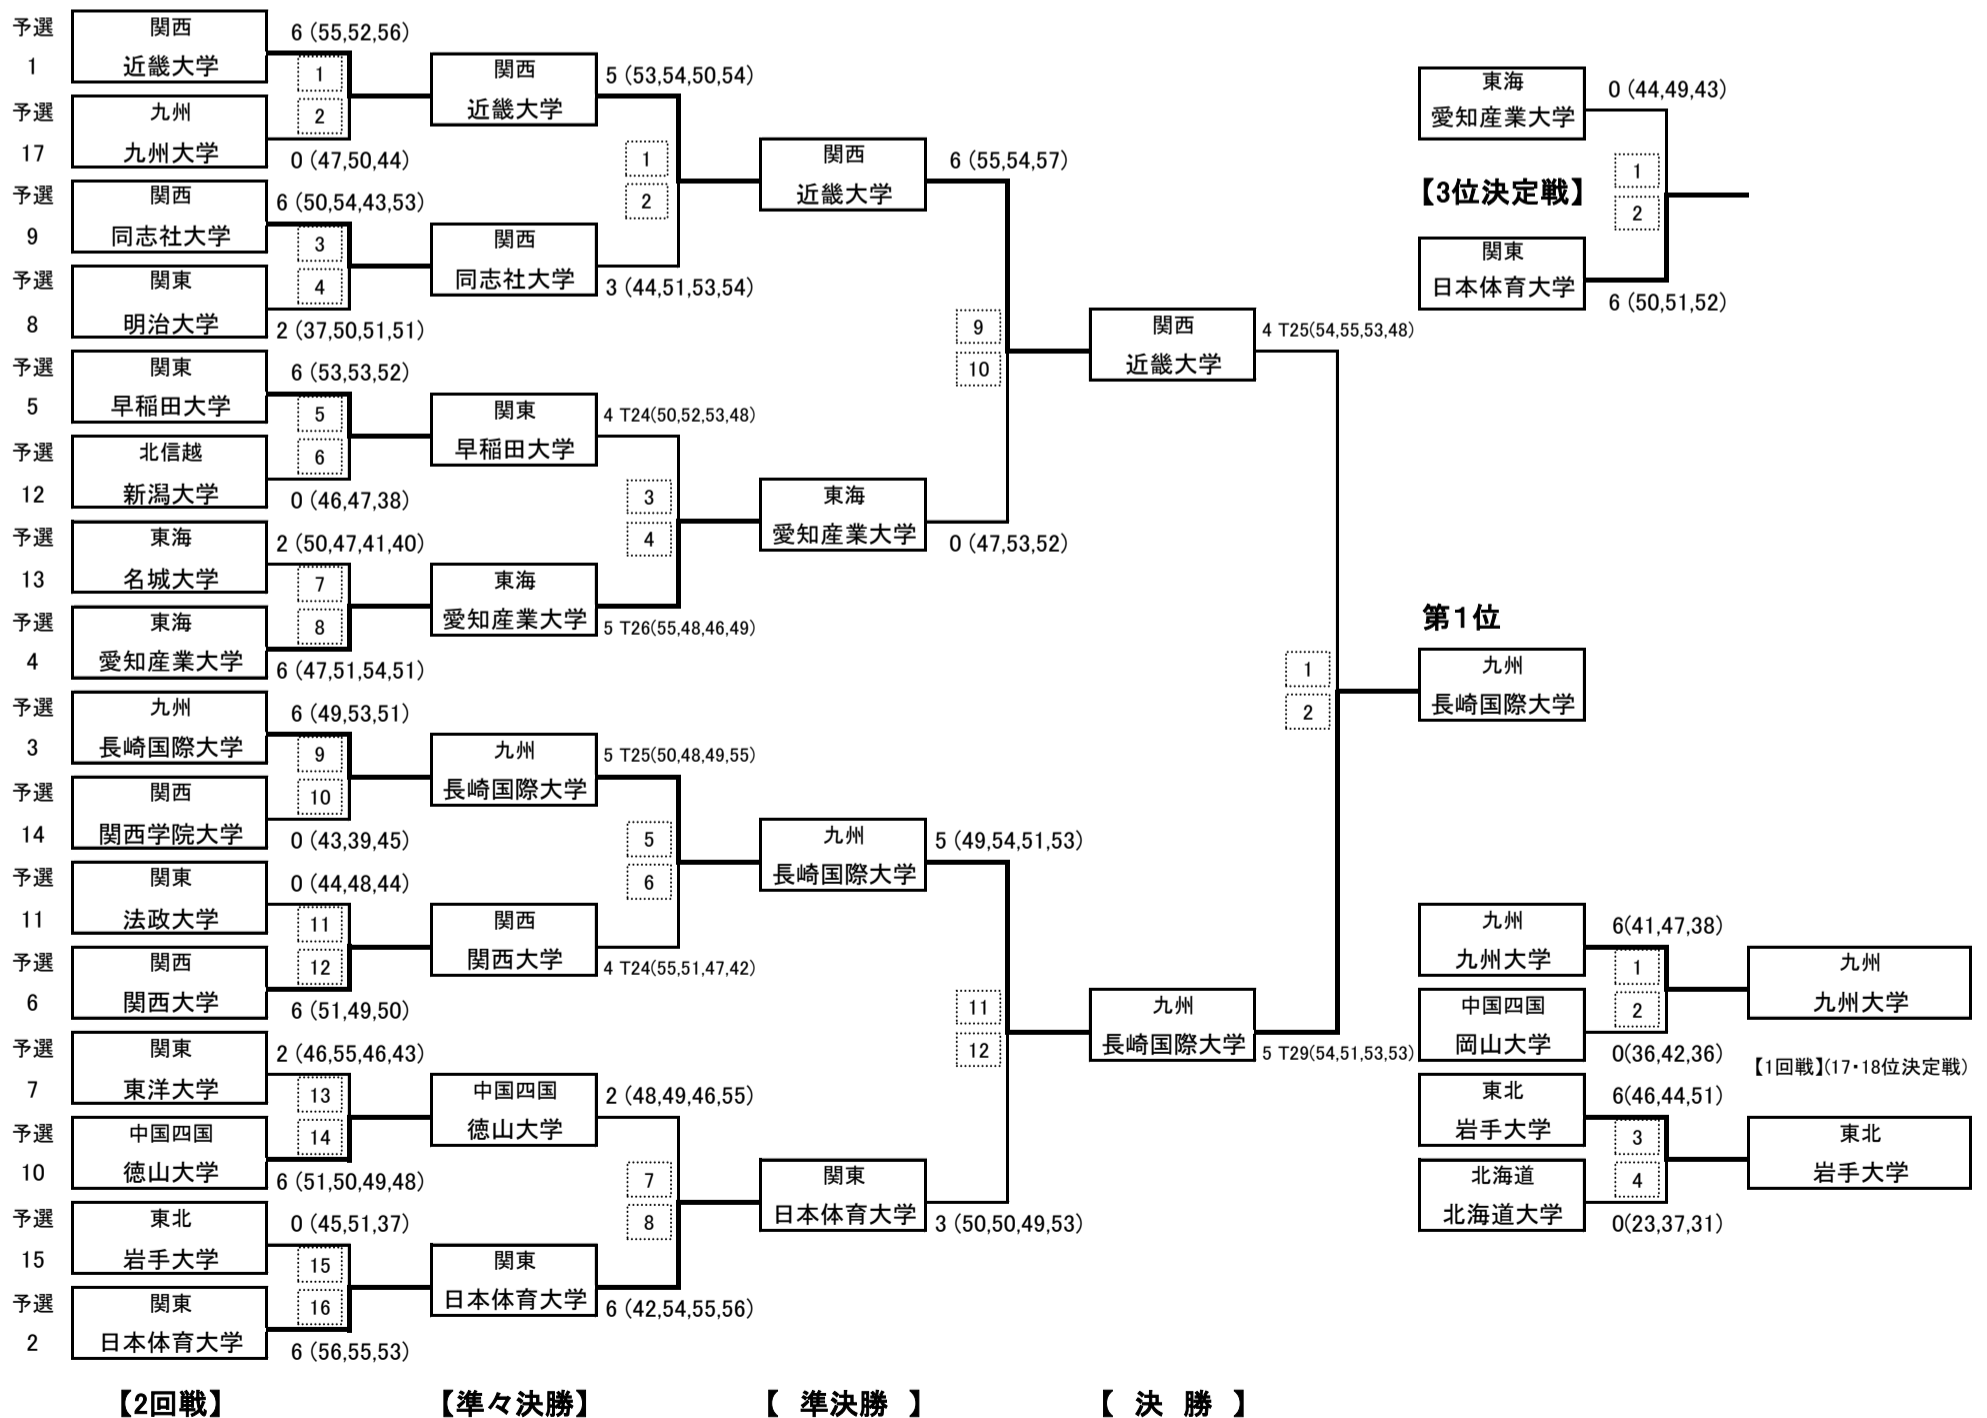 予選
1
関西
近畿大学
6 (55,52,56)
1
2
予選
17
九州
九州大学
0 (47,50,44)
予選
9
関西
同志社大学
6 (50,54,43,53)
3
4
予選
8
関東
明治大学
2 (37,50,51,51)
予選
5
関東
早稲田大学
6 (53,53,52)
5
6
予選
12
北信越
新潟大学
0 (46,47,38)
予選
13
東海
名城大学
2 (50,47,41,40)
7
8
予選
4
東海
愛知産業大学
6 (47,51,54,51)
予選
3
九州
長崎国際大学
6 (49,53,51)
9
10
予選
14
関西
関西学院大学
0 (43,39,45)
予選
11
関東
法政大学
0 (44,48,44)
11
12
予選
6
関西
関西大学
6 (51,49,50)
予選
7
関東
東洋大学
2 (46,55,46,43)
13
14
予選
10
中国四国
徳山大学
6 (51,50,49,48)
予選
15
東北
岩手大学
0 (45,51,37)
15
16
予選
2
関東
日本体育大学
6 (56,55,53)
【2回戦】
関西
近畿大学
5 (53,54,50,54)
1
2
関西
同志社大学
3 (44,51,53,54)
関東
早稲田大学
4 T24(50,52,53,48)
3
4
東海
愛知産業大学
5 T26(55,48,46,49)
九州
長崎国際大学
5 T25(50,48,49,55)
5
6
関西
関西大学
4 T24(55,51,47,42)
中国四国
徳山大学
2 (48,49,46,55)
7
8
関東
日本体育大学
6 (42,54,55,56)
【準々決勝】
関西
近畿大学
6 (55,54,57)
9
10
東海
愛知産業大学
0 (47,53,52)
九州
長崎国際大学
5 (49,54,51,53)
11
12
関東
日本体育大学
3 (50,50,49,53)
【 準決勝 】
関西
近畿大学
4 T25(54,55,53,48)
1
2
九州
長崎国際大学
5 T29(54,51,53,53)
【 決 勝 】
東海
愛知産業大学
0 (44,49,43)
【3位決定戦】
1
2
関東
日本体育大学
6 (50,51,52)
第1位
九州
長崎国際大学
九州
九州大学
6(41,47,38)
1
2
中国四国
岡山大学
0(36,42,36)
九州
九州大学
【1回戦】(17・18位決定戦)
東北
岩手大学
6(46,44,51)
3
4
北海道
北海道大学
0(23,37,31)
東北
岩手大学